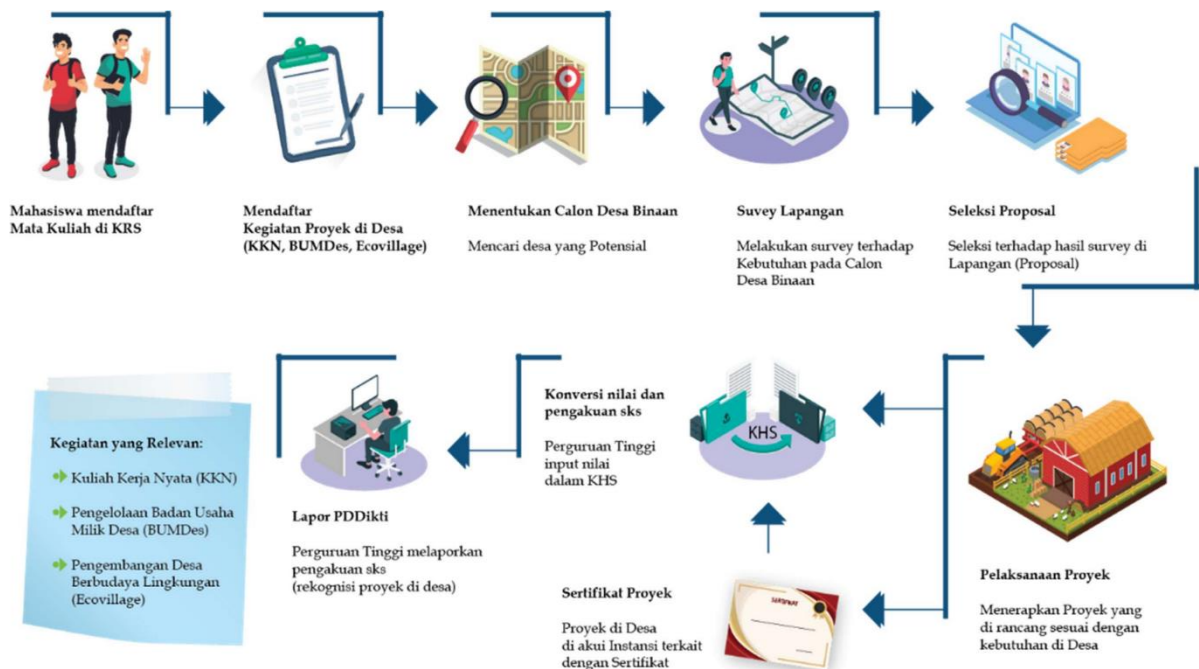 Mahasiswa mendaftar
Mata Kuliah di KRS
Mendaftar
Kegiatan Proyek di Desa
(KKN, BUMDes, Ecovillage)
Menentukan Calon Desa Binaan
Mencari desa yang Potensial
Suvey Lapangan
Melakukan survey terhadap
Kebutuhan pada Calon
Desa Binaan
Seleksi Proposal
Seleksi terhadap hasil survey di
Lapangan (Proposal)
Pelaksanaan Proyek
Menerapkan Proyek yang
di rancang sesuai dengan
kebutuhan di Desa
KHS
Konversi nilai dan
pengakuan sks
Perguruan Tinggi
input nilai
dalam KHS
SERTIFIKAT
Sertifikat Proyek
Proyek di Desa
di akui Instansi terkait
dengan Sertifikat
Lapor PDDikti
Perguruan Tinggi melaporkan
pengakuan sks
(rekognisi proyek di desa)
Kegiatan yang Relevan:
Kuliah Kerja Nyata (KKN)
Pengelolaan Badan Usaha
Milik Desa (BUMDes)
Pengembangan Desa
Berbudaya Lingkungan
(Ecovillage)